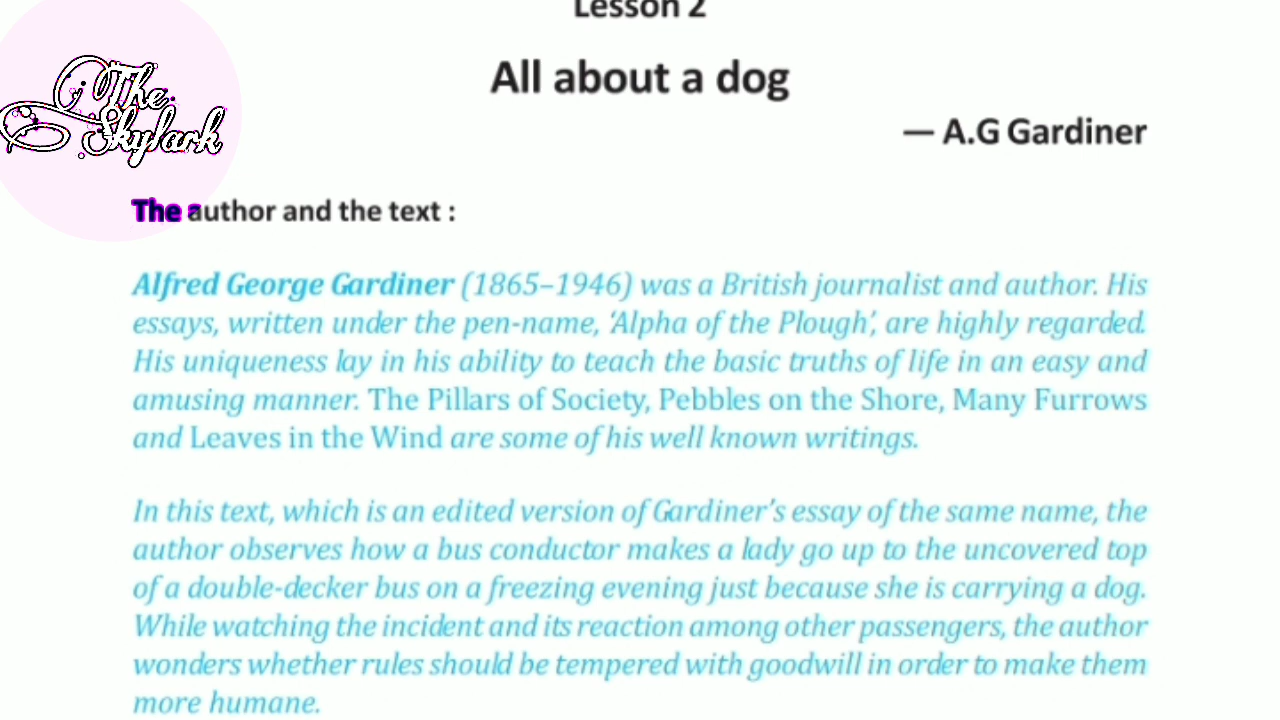 Lesson 2
All about a dog
— A.G Gardiner
The Skylark
The author and the text :
Alfred George Gardiner (1865–1946) was a British journalist and author. His
essays, written under the pen-name, ‘Alpha of the Plough’, are highly regarded.
His uniqueness lay in his ability to teach the basic truths of life in an easy and
amusing manner. The Pillars of Society, Pebbles on the Shore, Many Furrows
and Leaves in the Wind are some of his well known writings.
In this text, which is an edited version of Gardiner’s essay of the same name, the
author observes how a bus conductor makes a lady go up to the uncovered top
of a double-decker bus on a freezing evening just because she is carrying a dog.
While watching the incident and its reaction among other passengers, the author
wonders whether rules should be tempered with goodwill in order to make them
more humane.